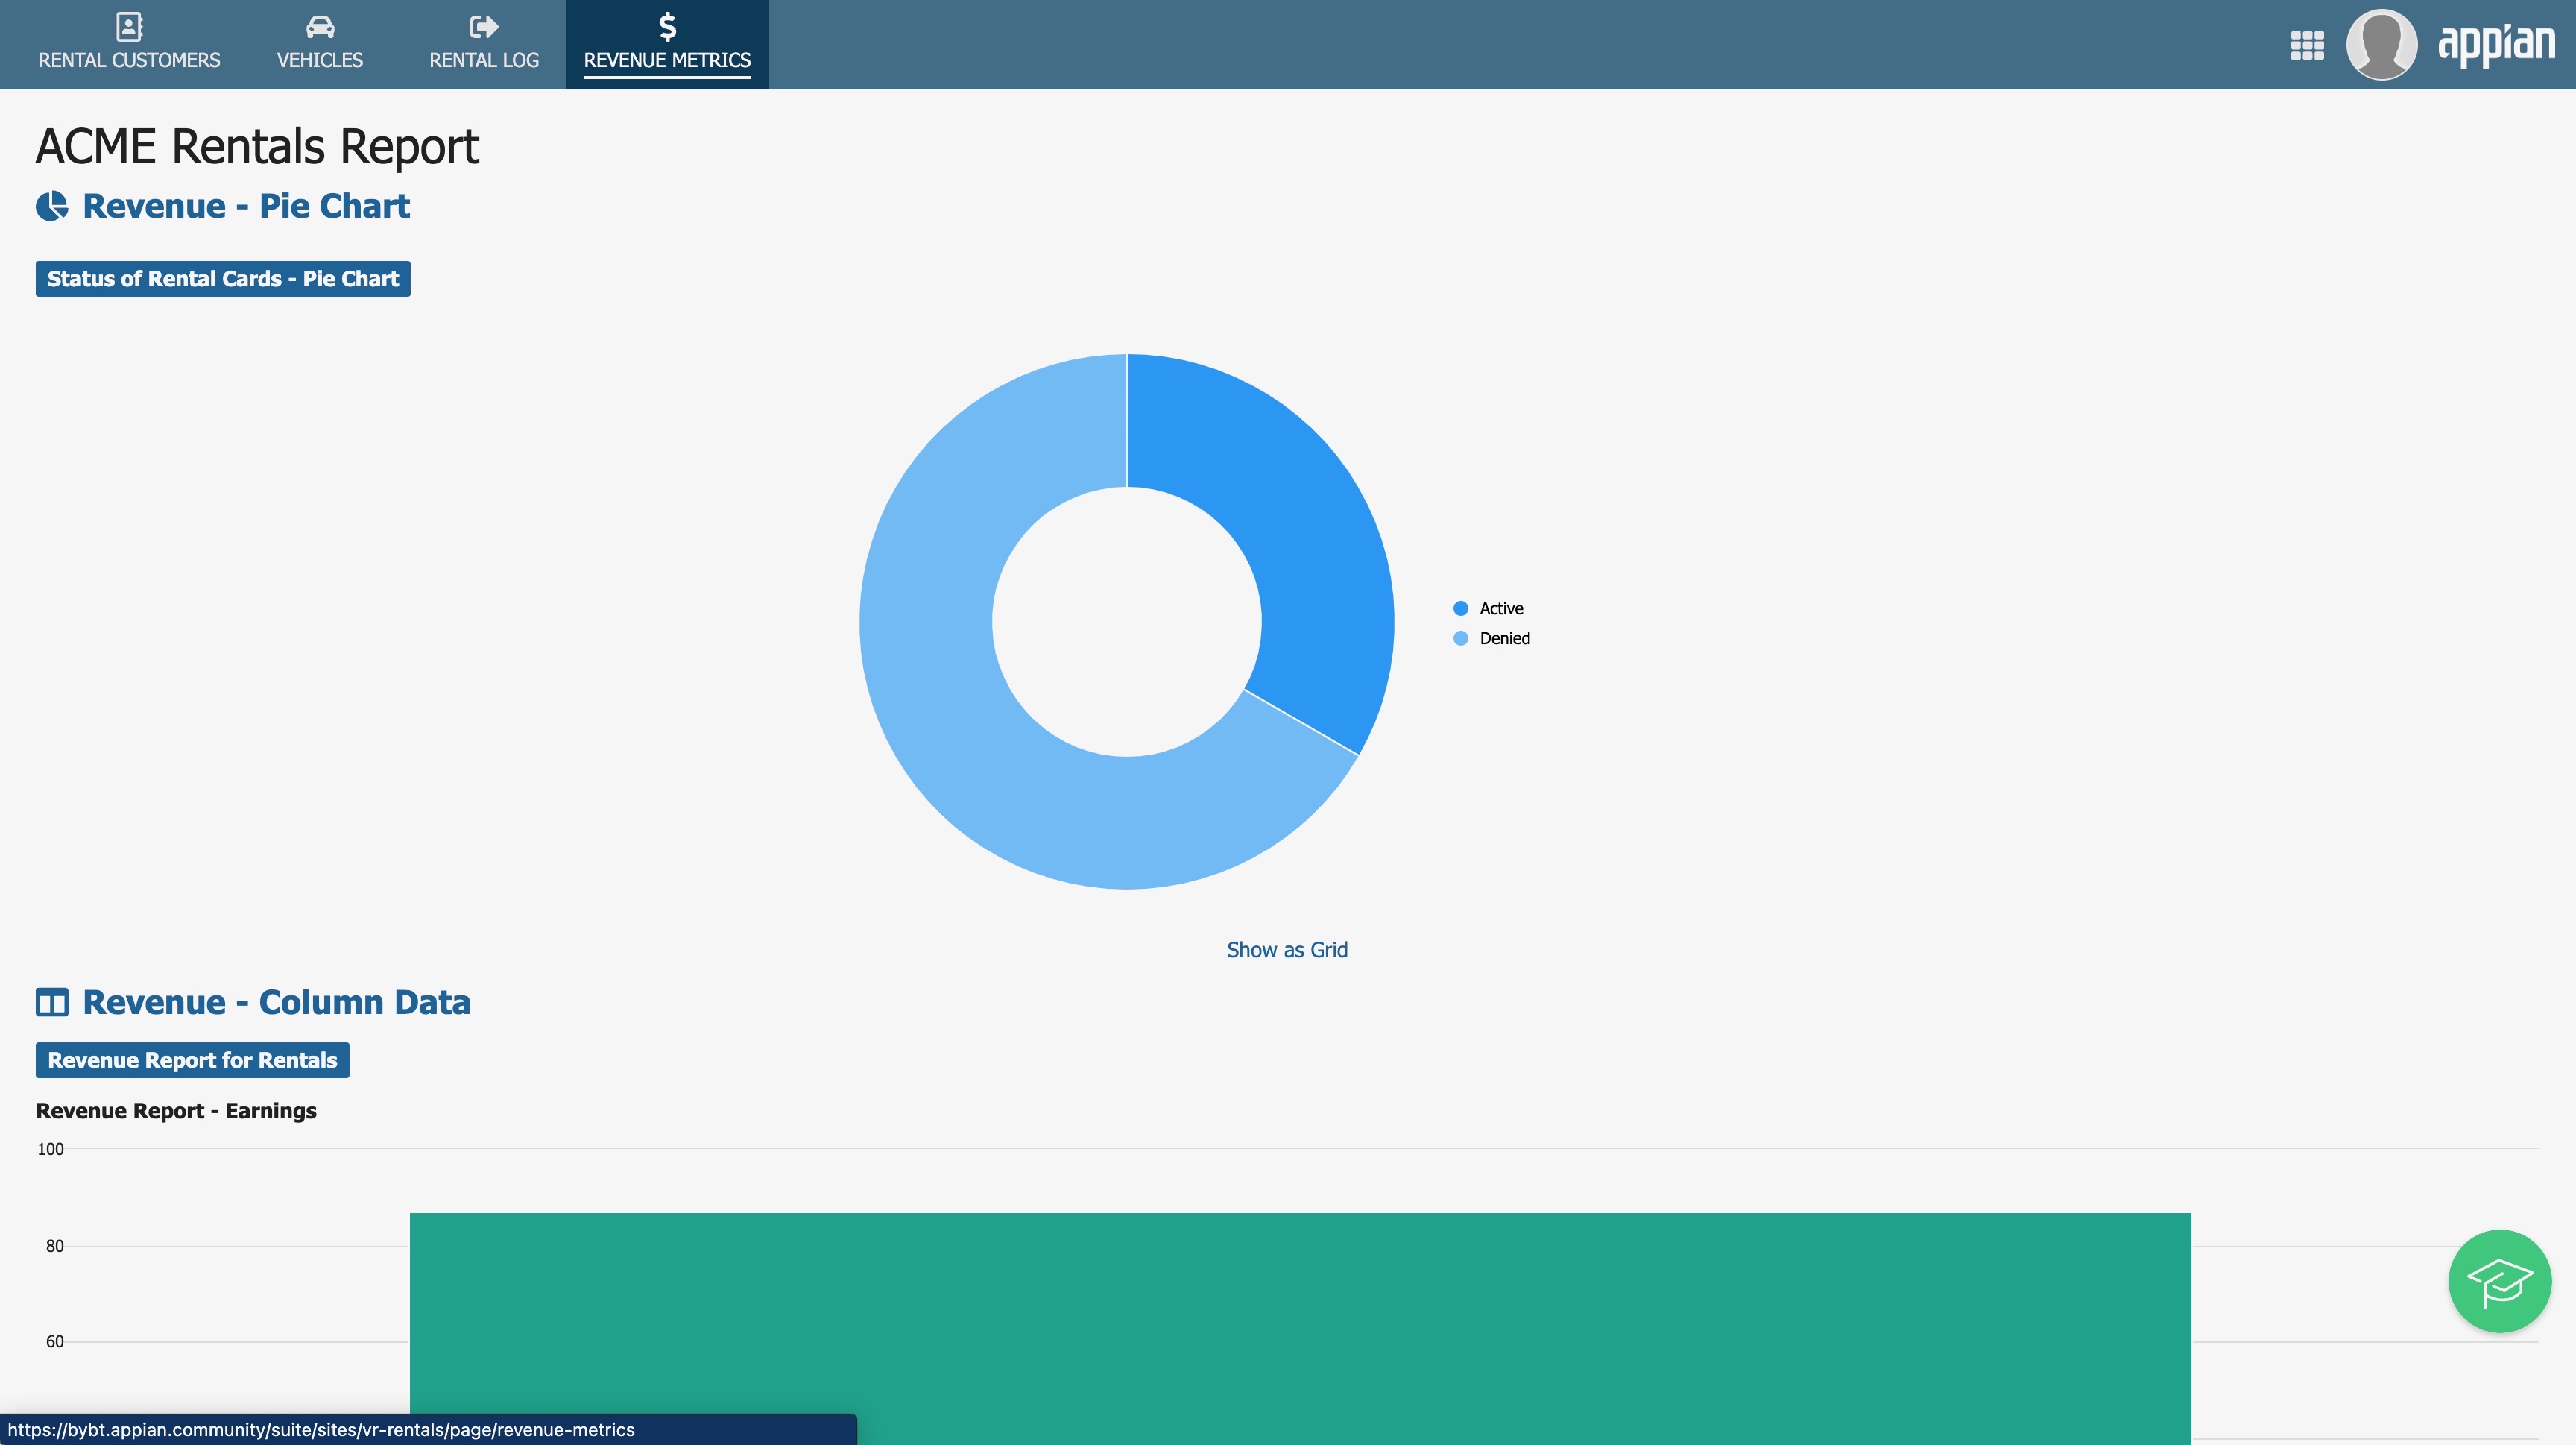 RENTAL CUSTOMERS
VEHICLES
RENTAL LOG
$
REVENUE METRICS
appian
ACME Rentals Report
Revenue - Pie Chart
Status of Rental Cards - Pie Chart
Active
Denied
Show as Grid
Revenue - Column Data
Revenue Report for Rentals
Revenue Report - Earnings
100
80
60
https://bybt.appian.community/suite/sites/vr-rentals/page/revenue-metrics